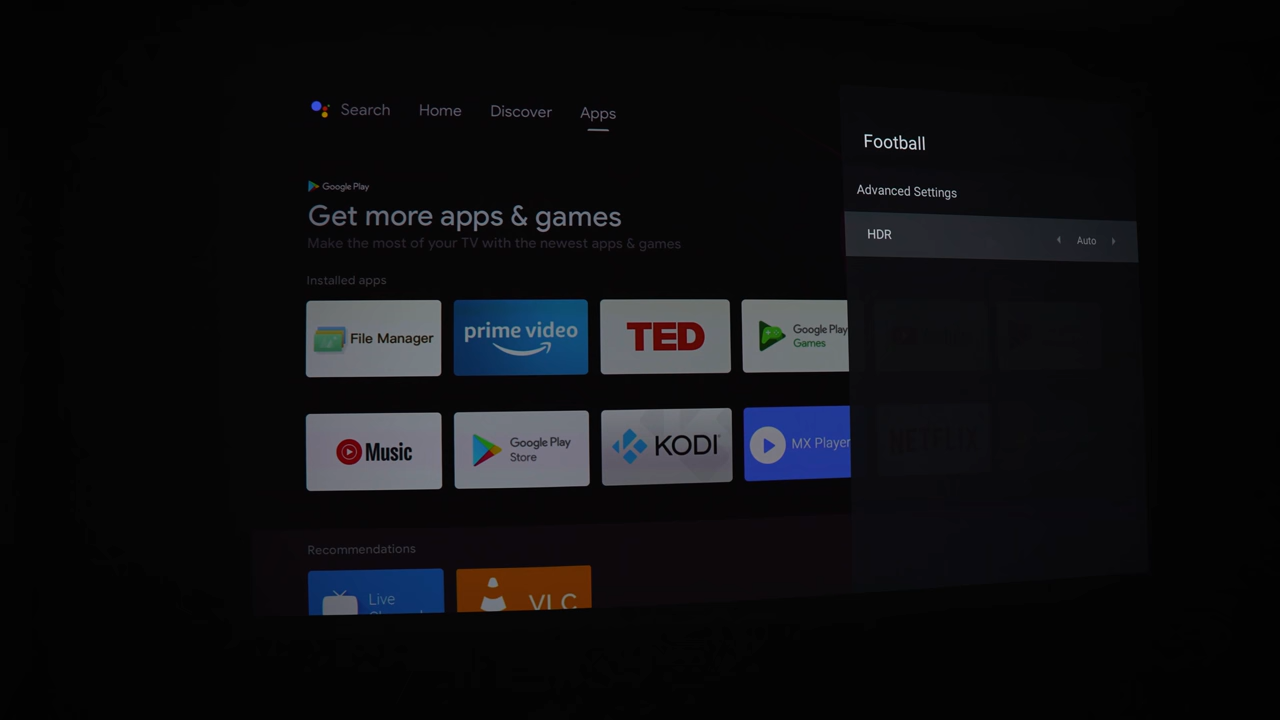 Search Home Discover Apps
Google Play
Get more apps & games
Make the most of your TV with the newest apps & games
Installed apps
File Manager
prime video
TED
Google Play
Games
Music
Google Play
Store
KODI
MX Player
Recommendations
Live
VLC
Football
Advanced Settings
HDR
Auto
NETFLIX